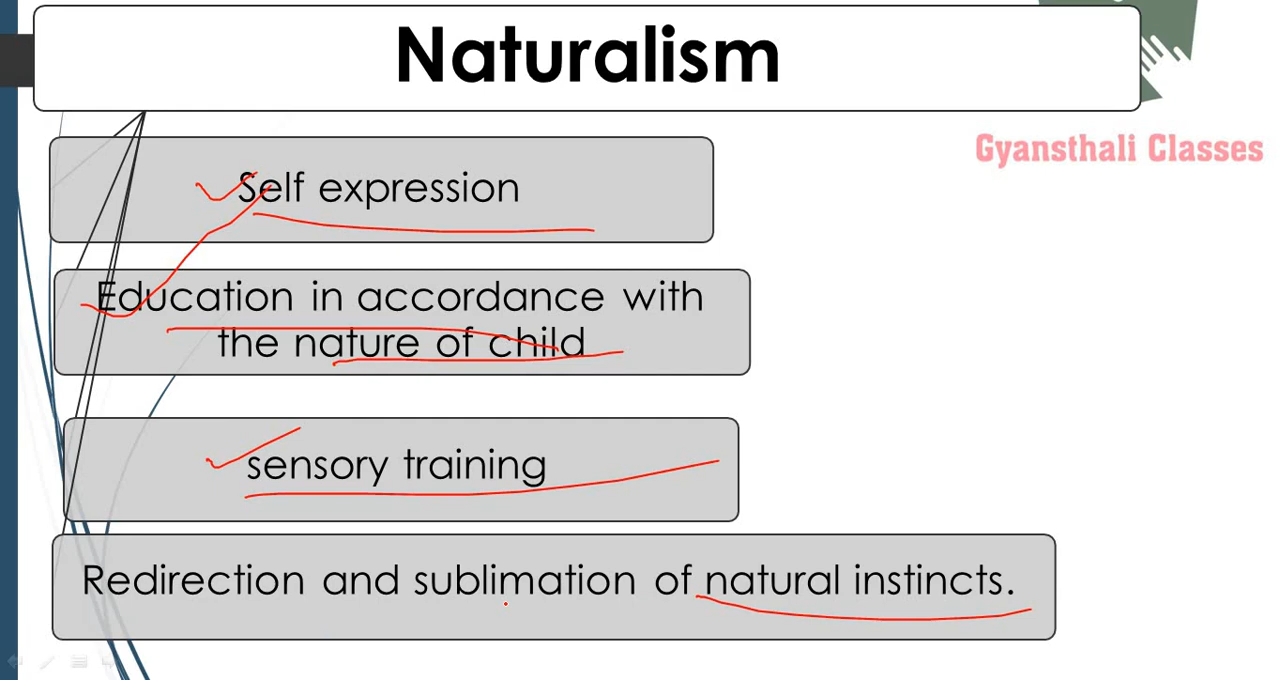 Naturalism
Gyansthali Classes
Self expression
Education in accordance with
the nature of child
sensory training
Redirection and sublimation of natural instincts.